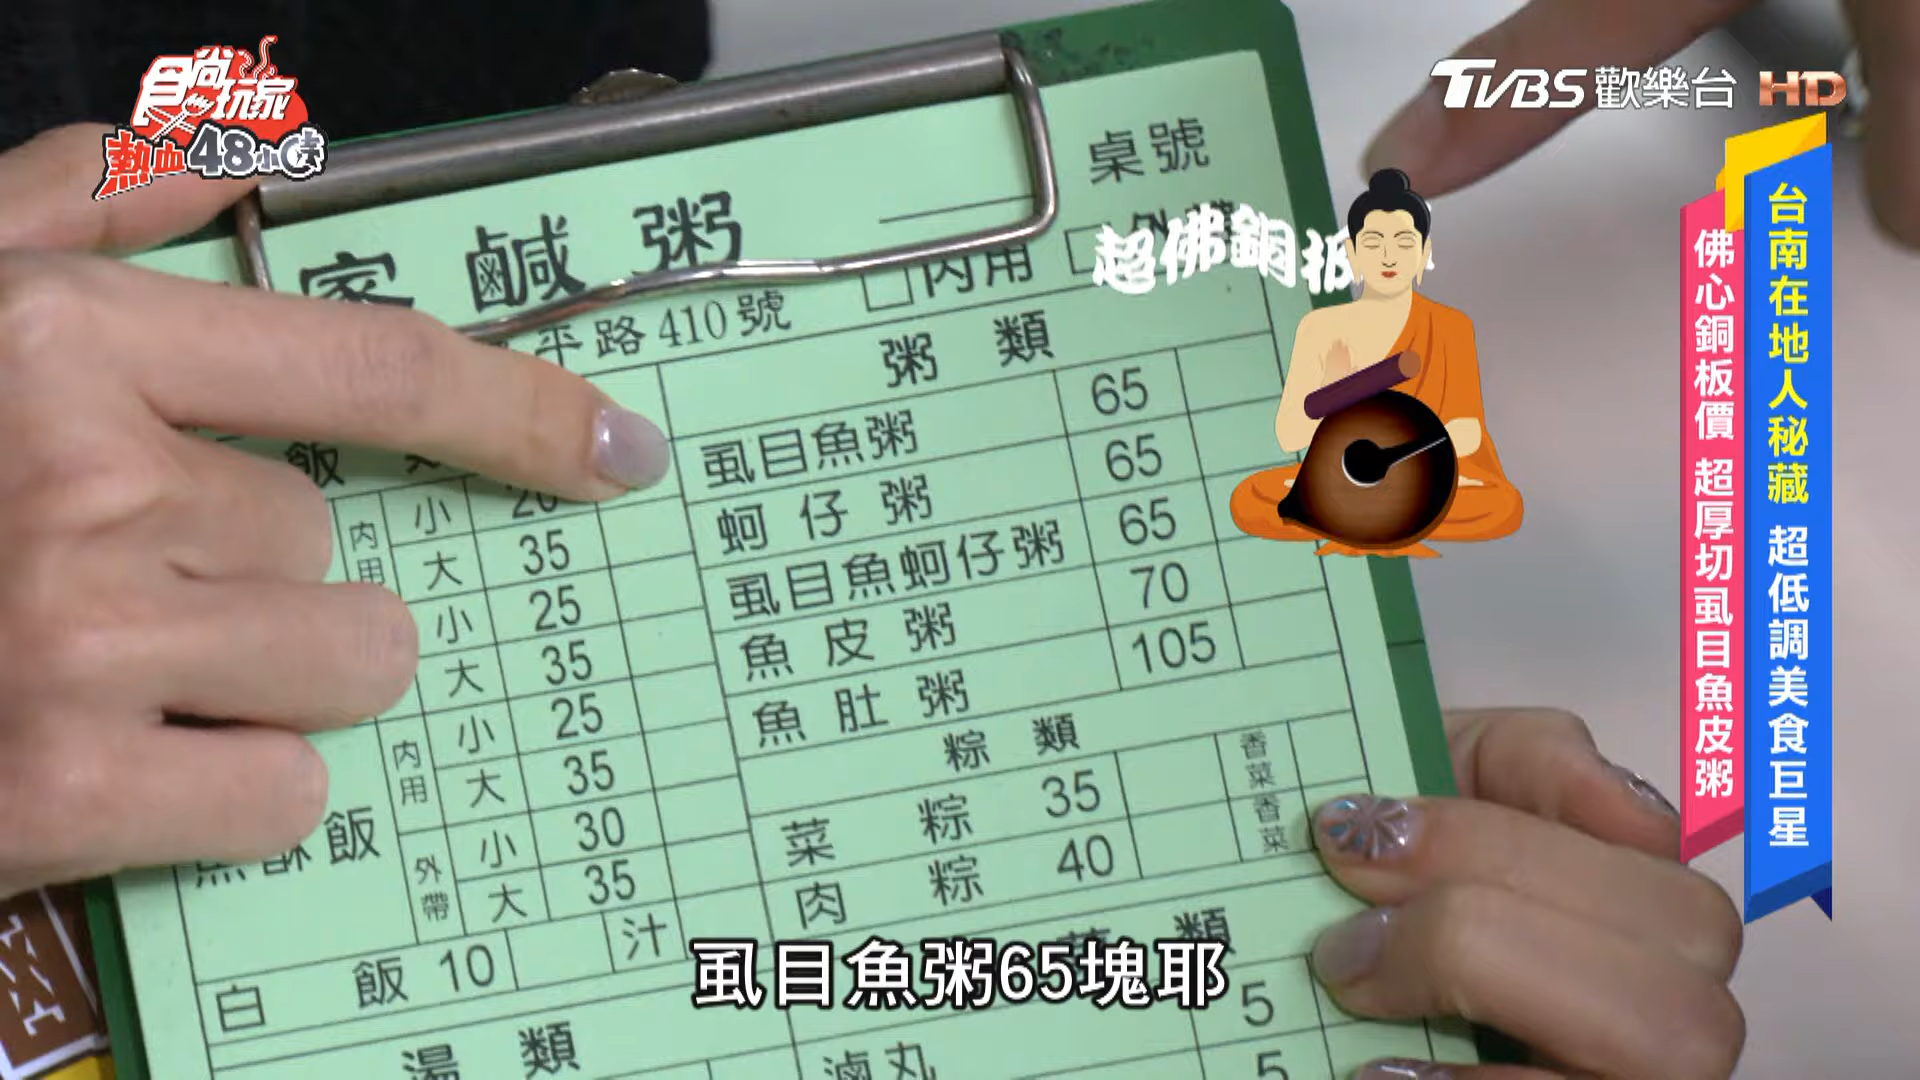 食尚玩家
熱血48小時
TVBS歡樂台 HD
台南在地人秘藏 超低調美食巨星
佛心銅板價 超厚切虱目魚皮粥
超佛銅板
桌號
家鹹粥
內用
平路410號
粥類
虱目魚粥 65
蚵仔粥 65
虱目魚蚵仔粥 65
魚皮粥 70
魚肚粥 105
粽類
菜粽 35 香菜
肉粽 40 香菜
類
5
滷丸 5
飯
內用 小 20
大 35
小 25
大 35
內用 小 25
大 35
外帶 小 30
大 35
飯
白飯 10 汁
湯類
虱目魚粥65塊耶